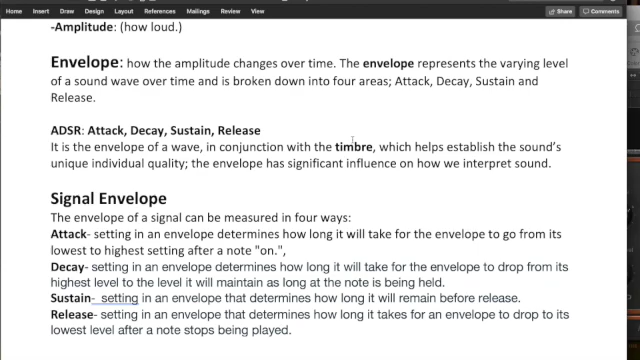 Home Insert Draw Design Layout References Mailings Review View Share Comments
-Amplitude: (how loud.)
Envelope: how the amplitude changes over time. The envelope represents the varying level
of a sound wave over time and is broken down into four areas; Attack, Decay, Sustain and
Release.
ADSR: Attack, Decay, Sustain, Release
It is the envelope of a wave, in conjunction with the timbre, which helps establish the sound's
unique individual quality; the envelope has significant influence on how we interpret sound.
Signal Envelope
The envelope of a signal can be measured in four ways:
Attack- setting in an envelope determines how long it will take for the envelope to go from its
lowest to highest setting after a note "on.",
Decay- setting in an envelope determines how long it will take for the envelope to drop from its
highest level to the level it will maintain as long at the note is being held.
Sustain- setting in an envelope that determines how long it will remain before release.
Release- setting in an envelope that determines how long it takes for an envelope to drop to its
lowest level after a note stops being played.